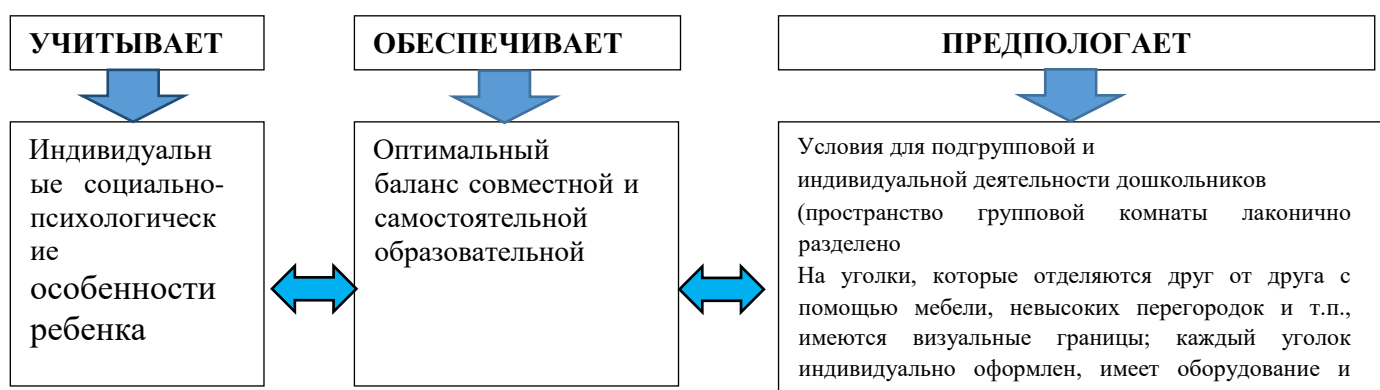 УЧИТЫВАЕТ
ОБЕСПЕЧИВАЕТ
ПРЕДПОЛОГАЕТ
Индивидуальн
ые социально-
психологическ
ие
особенности
ребенка
Оптимальный
баланс совместной и
самостоятельной
образовательной
Условия для подгрупповой и
индивидуальной деятельности дошкольников
(пространство групповой комнаты лаконично
разделено
На уголки, которые отделяются друг от друга с
помощью мебели, невысоких перегородок и т.п.,
имеются визуальные границы; каждый уголок
индивидуально оформлен, имеет оборудование и